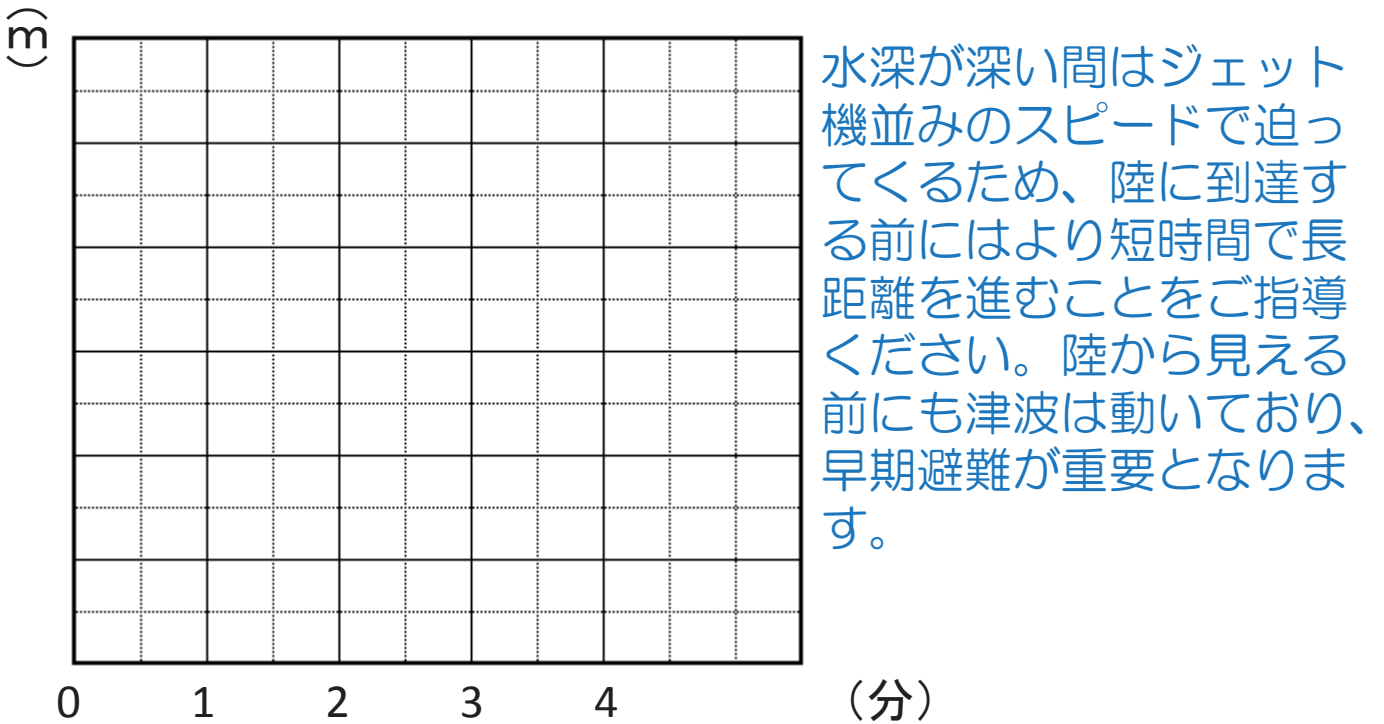 (m)
水深が深い間はジェット
機並みのスピードで迫っ
てくるため、陸に到達す
る前にはより短時間で長
距離を進むことをご指導
ください。陸から見える
前にも津波は動いており、
早期避難が重要となりま
す。
0 1 2 3 4 （分）